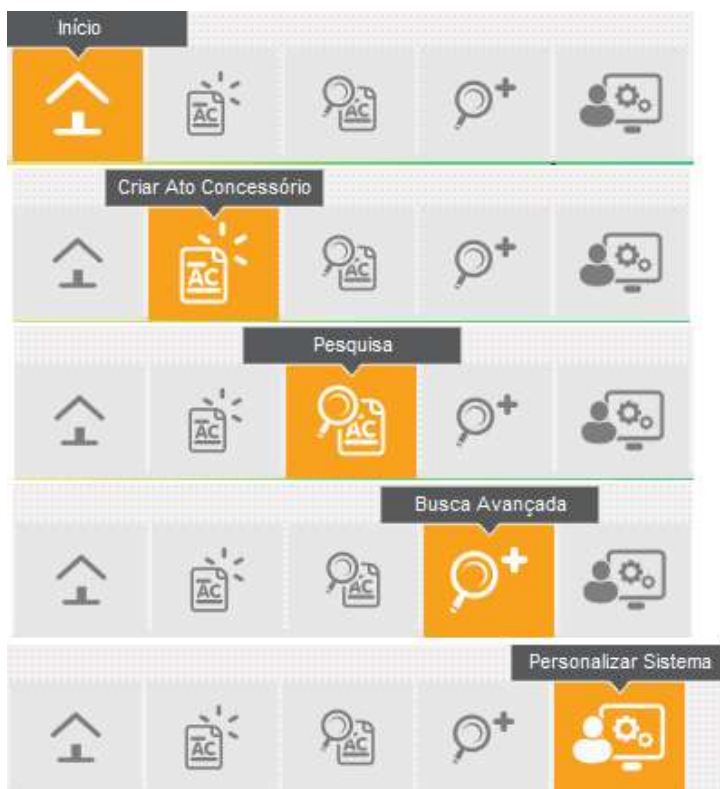 Início
AC
AC
Criar Ato Concessório
AC
AC
Pesquisa
AC
AC
Busca Avançada
AC
AC
Personalizar Sistema
AC
AC